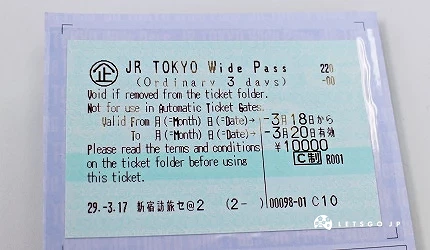 企 JR TOKYO Wide Pass 220
(Ordinary 3 days) -00
Void if removed from the ticket folder.
Not for use in Automatic Ticket Gates.
Valid From 月(=Month) 日(=Date)→ -3月18日から
To 月(=Month) 日(=Date)→ -3月20日有効
Please read the terms and conditions ¥10000
on the ticket folder before using C制 R001
this ticket.
29.-3.17 新宿訪旅セ@2 (2- ) 00098-01 C10
LETSGO JP